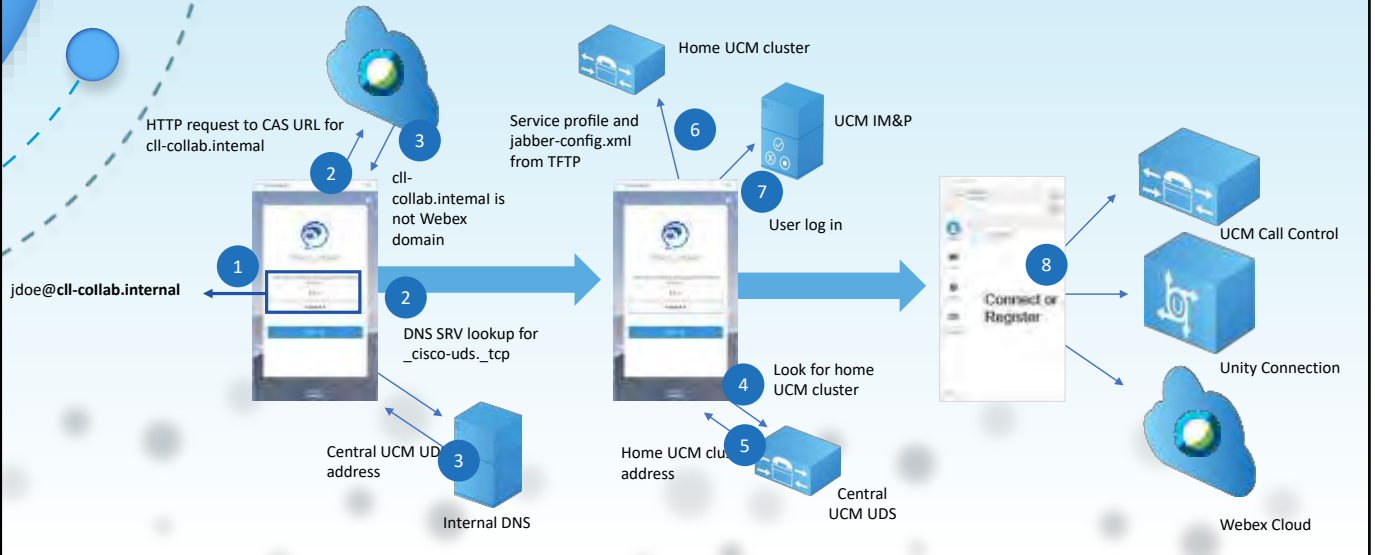 Home UCM cluster
HTTP request to CAS URL for
cll-collab.intemal
3
2
cll-
collab.intemal is
not Webex
domain
Service profile and
jabber-config.xml
from TFTP
6
UCM IM&P
7
User log in
1
jdoe@cll-collab.internal
2
DNS SRV lookup for
_cisco-uds._tcp
Central UCM UD
address
3
Internal DNS
4
Look for home
UCM cluster
Home UCM clu
address
5
Central
UCM UDS
8
Connect or
Register
UCM Call Control
Unity Connection
Webex Cloud